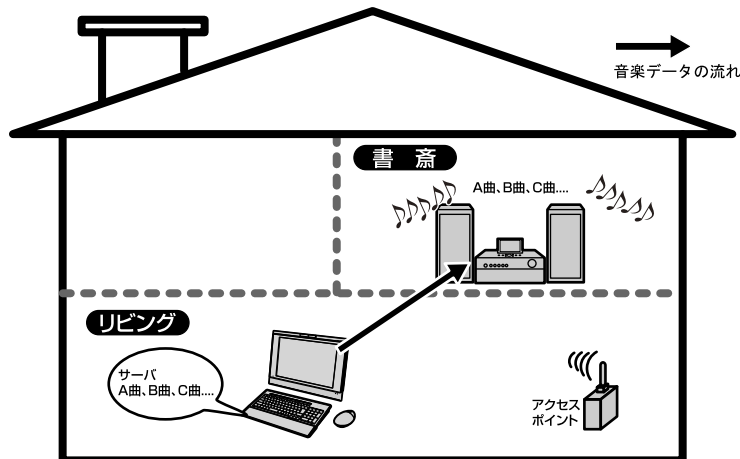 音楽データの流れ
書 斎
A曲、B曲、C曲....
リビング
サーバ
A曲、B曲、C曲....
アクセス
ポイント